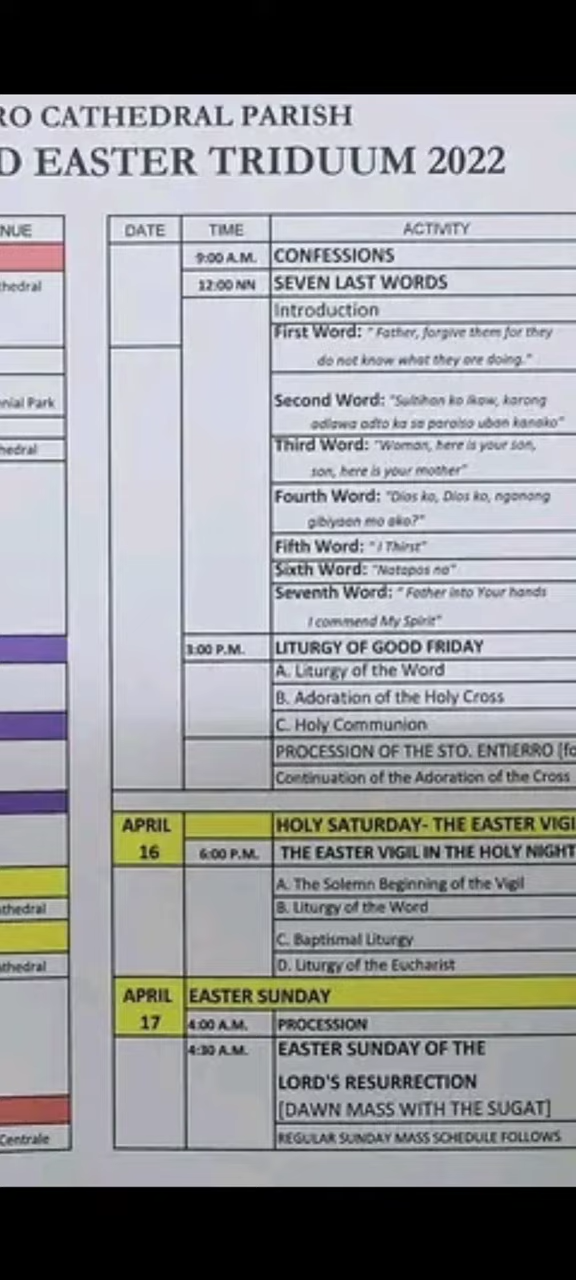 RO CATHEDRAL PARISH
D EASTER TRIDUUM 2022
NUE
thedral
nial Park
hedral
thedral
thedral
Centrale
DATE TIME ACTIVITY
9:00 A.M. CONFESSIONS
12:00 NN SEVEN LAST WORDS
Introduction
First Word: " Father, forgive them for they
do not know what they are doing."
Second Word: "Sultihan ko ikaw, karong
adlawa adto ka sa paraiso uban kanako"
Third Word: "Woman, here is your son,
son, here is your mother"
Fourth Word: "Dios ko, Dios ko, nganong
gibiyaan mo ako?"
Fifth Word: "I Thirst"
Sixth Word: "Natapos na"
Seventh Word: " Father into Your hands
I commend My Spirit"
3:00 P.M. LITURGY OF GOOD FRIDAY
A. Liturgy of the Word
B. Adoration of the Holy Cross
C. Holy Communion
PROCESSION OF THE STO. ENTIERRO [fo
Continuation of the Adoration of the Cross
APRIL HOLY SATURDAY- THE EASTER VIGI
16 6:00 P.M. THE EASTER VIGIL IN THE HOLY NIGHT
A. The Solemn Beginning of the Vigil
B. Liturgy of the Word
C. Baptismal Liturgy
D. Liturgy of the Eucharist
APRIL EASTER SUNDAY
17 4:00 A.M. PROCESSION
4:30 A.M. EASTER SUNDAY OF THE
LORD'S RESURRECTION
[DAWN MASS WITH THE SUGAT]
REGULAR SUNDAY MASS SCHEDULE FOLLOWS